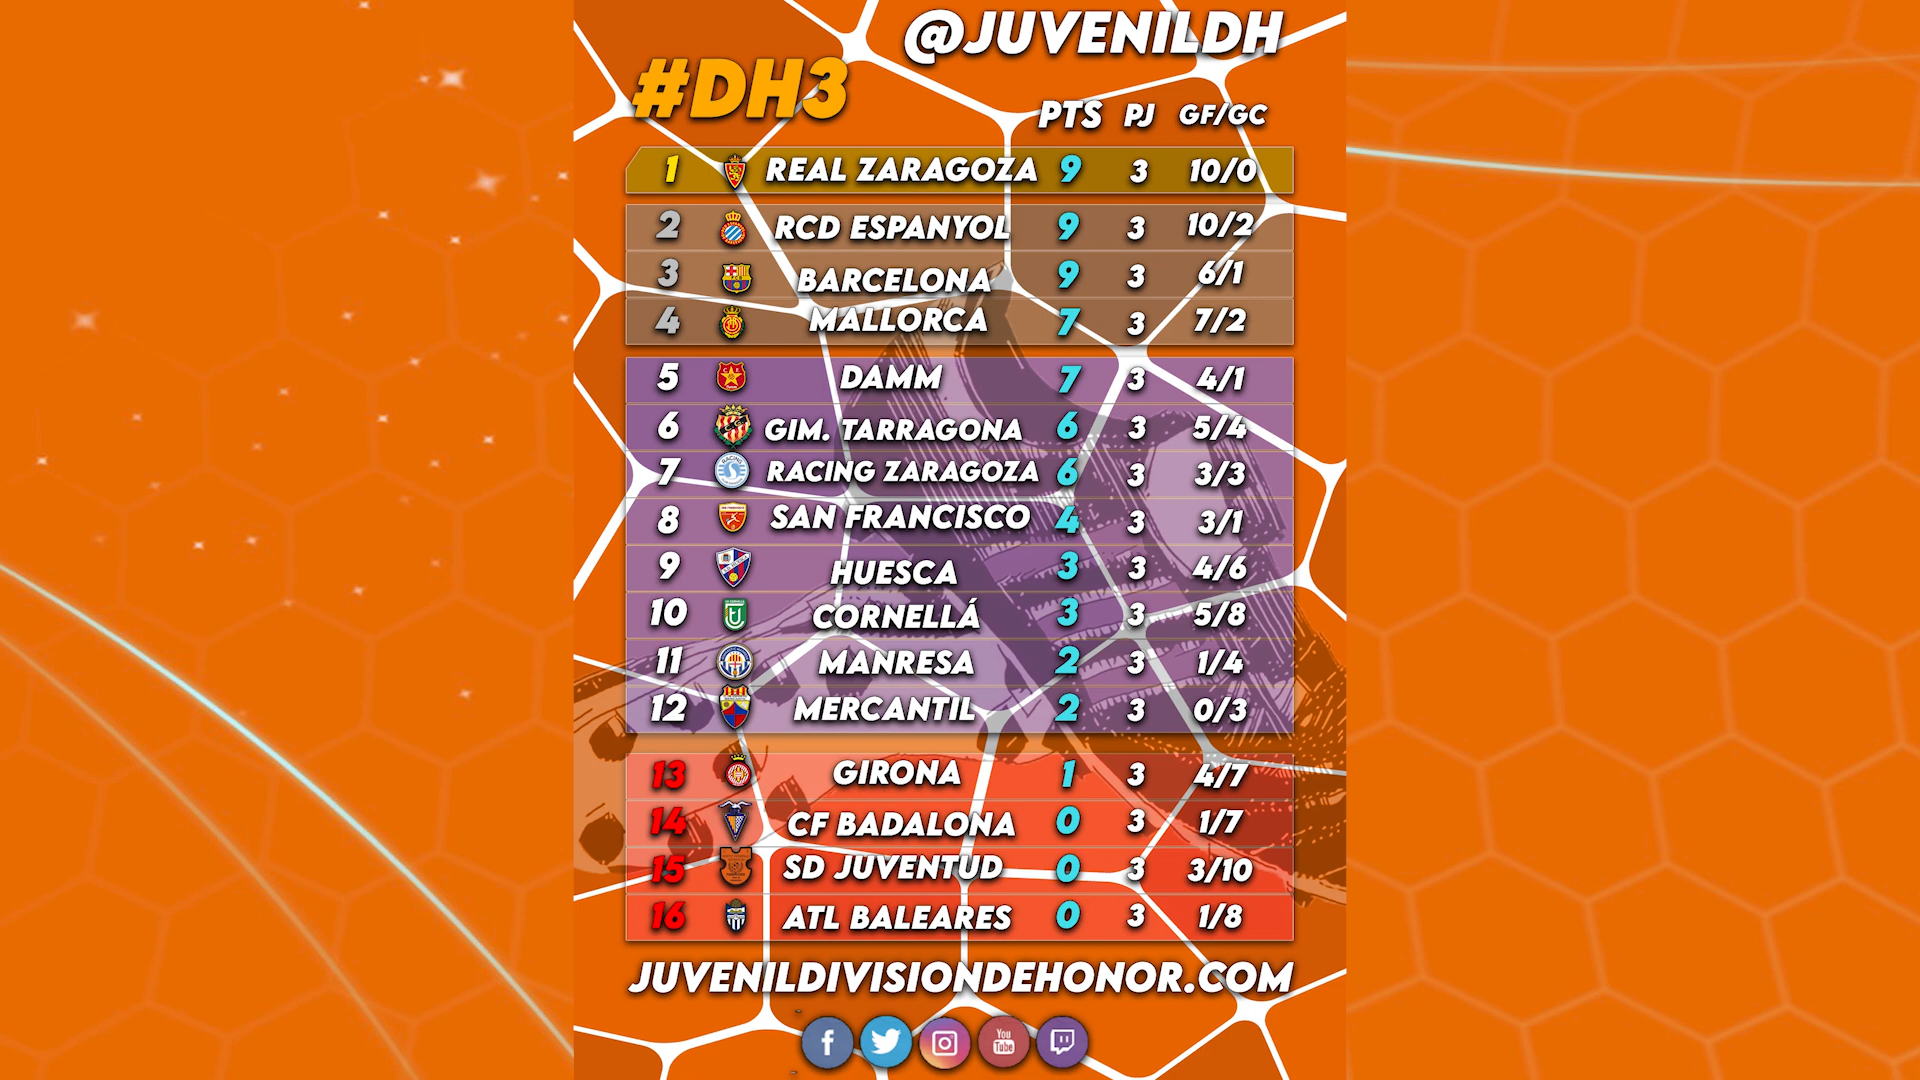 @JUVENILDH
#DH3
PTS PJ GF/GC
1 REAL ZARAGOZA 9 3 10/0
2 RCD ESPANYOL 9 3 10/2
3 BARCELONA 9 3 6/1
4 MALLORCA 7 3 7/2
5 DAMM 7 3 4/1
6 GIM. TARRAGONA 6 3 5/4
7 RACING ZARAGOZA 6 3 3/3
8 SAN FRANCISCO 4 3 3/1
9 HUESCA 3 3 4/6
10 CORNELLÁ 3 3 5/8
11 MANRESA 2 3 1/4
12 MERCANTIL 2 3 0/3
13 GIRONA 1 3 4/7
14 CF BADALONA 0 3 1/7
15 SD JUVENTUD 0 3 3/10
16 ATL BALEARES 0 3 1/8
JUVENILDIVISIONDEHONOR.COM
You
Tube